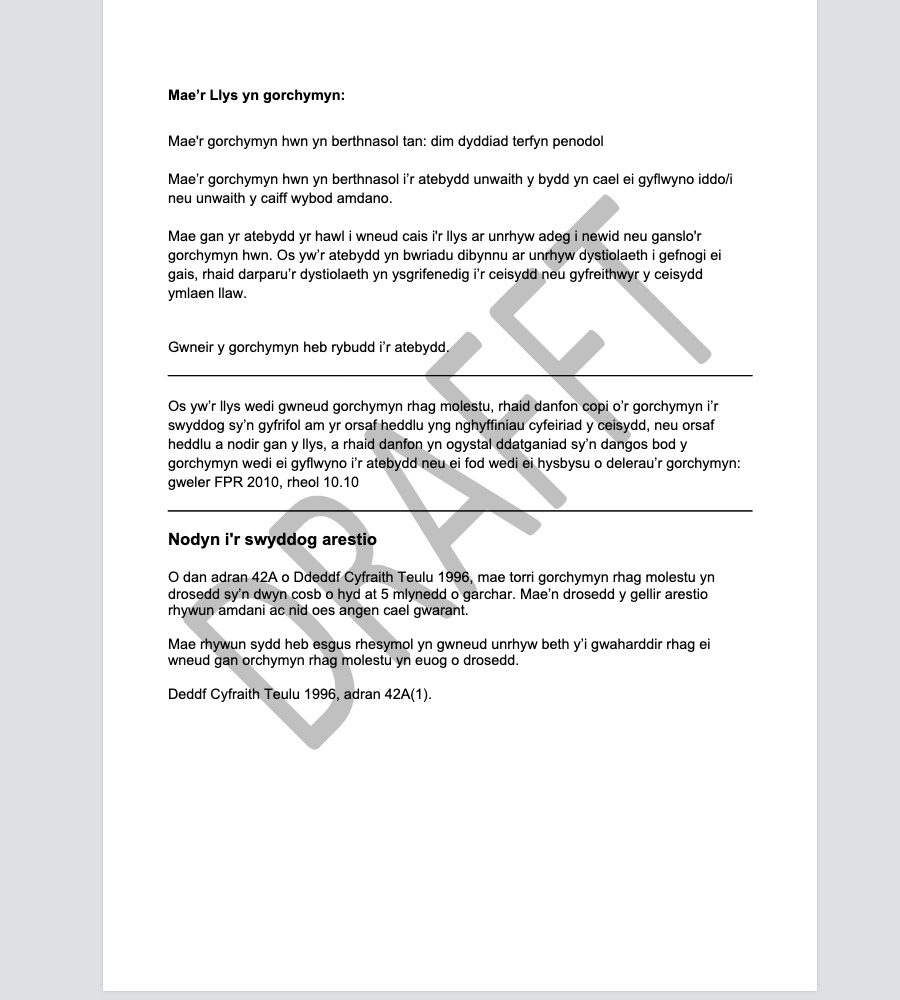 Mae’r Llys yn gorchymyn:
Mae'r gorchymyn hwn yn berthnasol tan: dim dyddiad terfyn penodol
Mae’r gorchymyn hwn yn berthnasol i’r atebydd unwaith y bydd yn cael ei gyflwyno iddo/i
neu unwaith y caiff wybod amdano.
Mae gan yr atebydd yr hawl i wneud cais i'r llys ar unrhyw adeg i newid neu ganslo'r
gorchymyn hwn. Os yw’r atebydd yn bwriadu dibynnu ar unrhyw dystiolaeth i gefnogi ei
gais, rhaid darparu’r dystiolaeth yn ysgrifenedig i’r ceisydd neu gyfreithwyr y ceisydd
ymlaen llaw.
Gwneir y gorchymyn heb rybudd i’r atebydd.
Os yw’r llys wedi gwneud gorchymyn rhag molestu, rhaid danfon copi o’r gorchymyn i’r
swyddog sy’n gyfrifol am yr orsaf heddlu yng nghyffiniau cyfeiriad y ceisydd, neu orsaf
heddlu a nodir gan y llys, a rhaid danfon yn ogystal ddatganiad sy’n dangos bod y
gorchymyn wedi ei gyflwyno i’r atebydd neu ei fod wedi ei hysbysu o delerau’r gorchymyn:
gweler FPR 2010, rheol 10.10
Nodyn i'r swyddog arestio
O dan adran 42A o Ddeddf Cyfraith Teulu 1996, mae torri gorchymyn rhag molestu yn
drosedd sy’n dwyn cosb o hyd at 5 mlynedd o garchar. Mae’n drosedd y gellir arestio
rhywun amdani ac nid oes angen cael gwarant.
Mae rhywun sydd heb esgus rhesymol yn gwneud unrhyw beth y’i gwaharddir rhag ei
wneud gan orchymyn rhag molestu yn euog o drosedd.
Deddf Cyfraith Teulu 1996, adran 42A(1).
DRAFFT